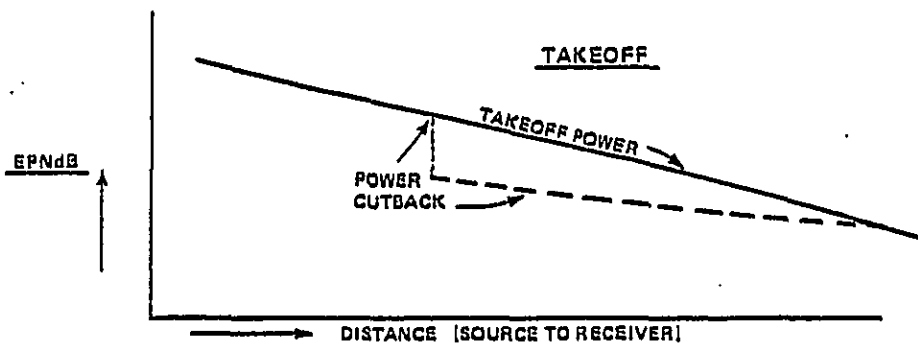 TAKEOFF
TAKEOFF POWER
EPNdB
POWER
CUTBACK
DISTANCE [SOURCE TO RECEIVER]